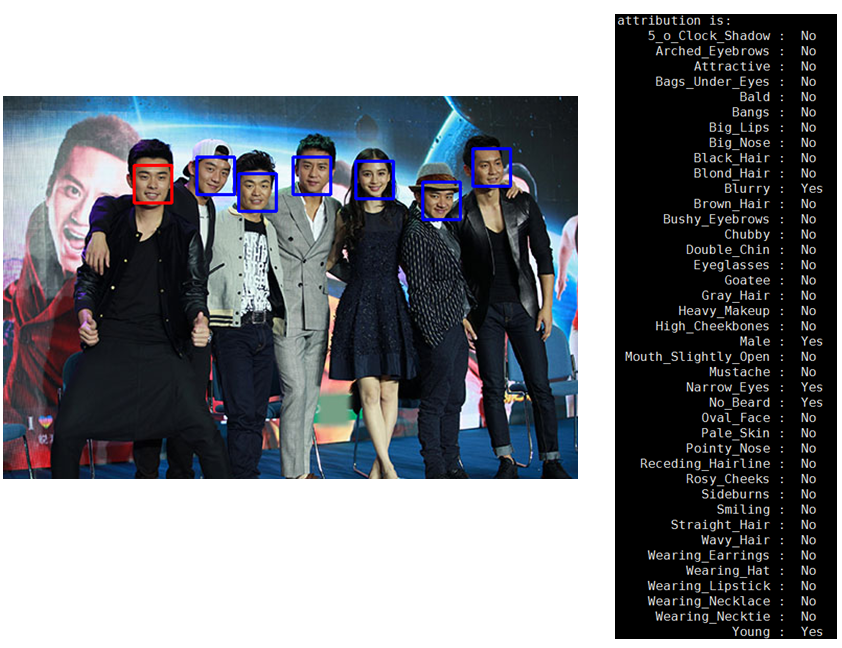 attribution is:
5_o_Clock_Shadow : No
Arched_Eyebrows : No
Attractive : No
Bags_Under_Eyes : No
Bald : No
Bangs : No
Big_Lips : No
Big_Nose : No
Black_Hair : No
Blond_Hair : No
Blurry : Yes
Brown_Hair : No
Bushy_Eyebrows : No
Chubby : No
Double_Chin : No
Eyeglasses : No
Goatee : No
Gray_Hair : No
Heavy_Makeup : No
High_Cheekbones : No
Male : Yes
Mouth_Slightly_Open : No
Mustache : No
Narrow_Eyes : Yes
No_Beard : Yes
Oval_Face : No
Pale_Skin : No
Pointy_Nose : No
Receding_Hairline : No
Rosy_Cheeks : No
Sideburns : No
Smiling : No
Straight_Hair : No
Wavy_Hair : No
Wearing_Earrings : No
Wearing_Hat : No
Wearing_Lipstick : No
Wearing_Necklace : No
Wearing_Necktie : No
Young : Yes